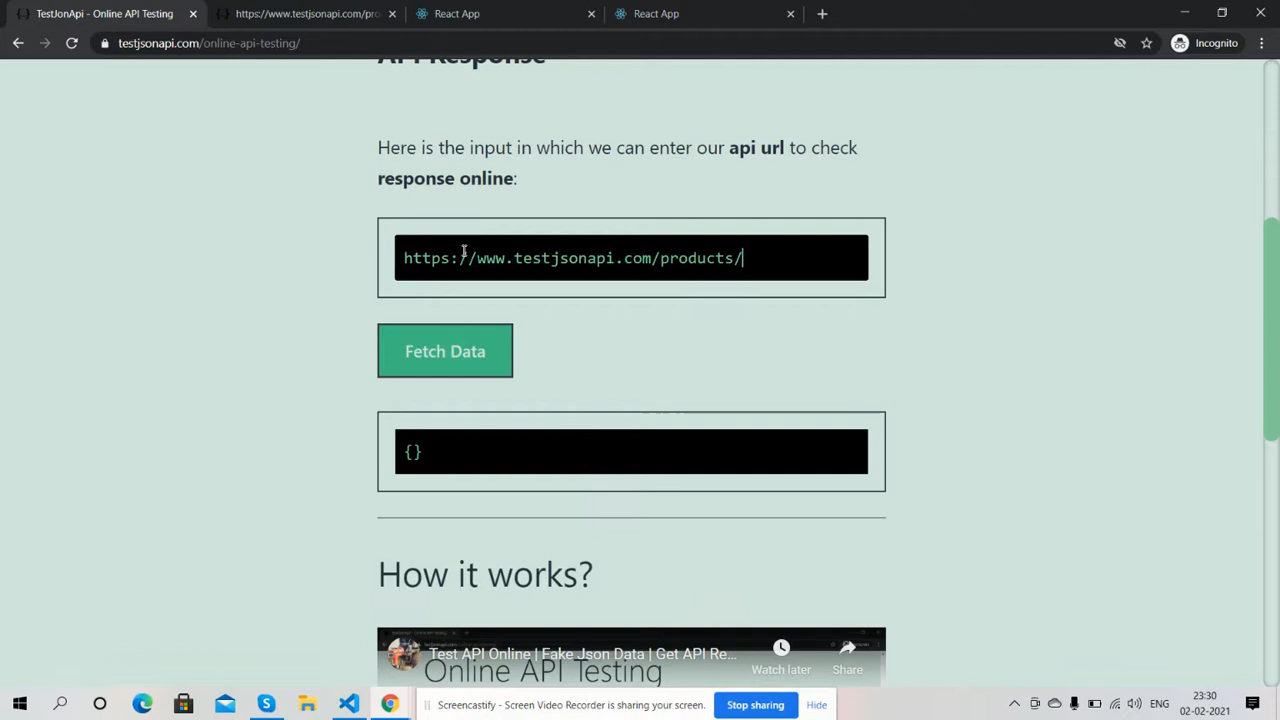 TestJonApi - Online API Testing
https://www.testjsonapi.com/pro
React App
React App
testjsonapi.com/online-api-testing/
Incognito
API Response
Here is the input in which we can enter our api url to check
response online:
https://www.testjsonapi.com/products/
Fetch Data
{}
How it works?
Test API Online | Fake Json Data | Get API Re...
Online API Testing
Watch later
Share
Screencastify - Screen Video Recorder is sharing your screen.
Stop sharing
Hide
ENG
23:30
02-02-2021